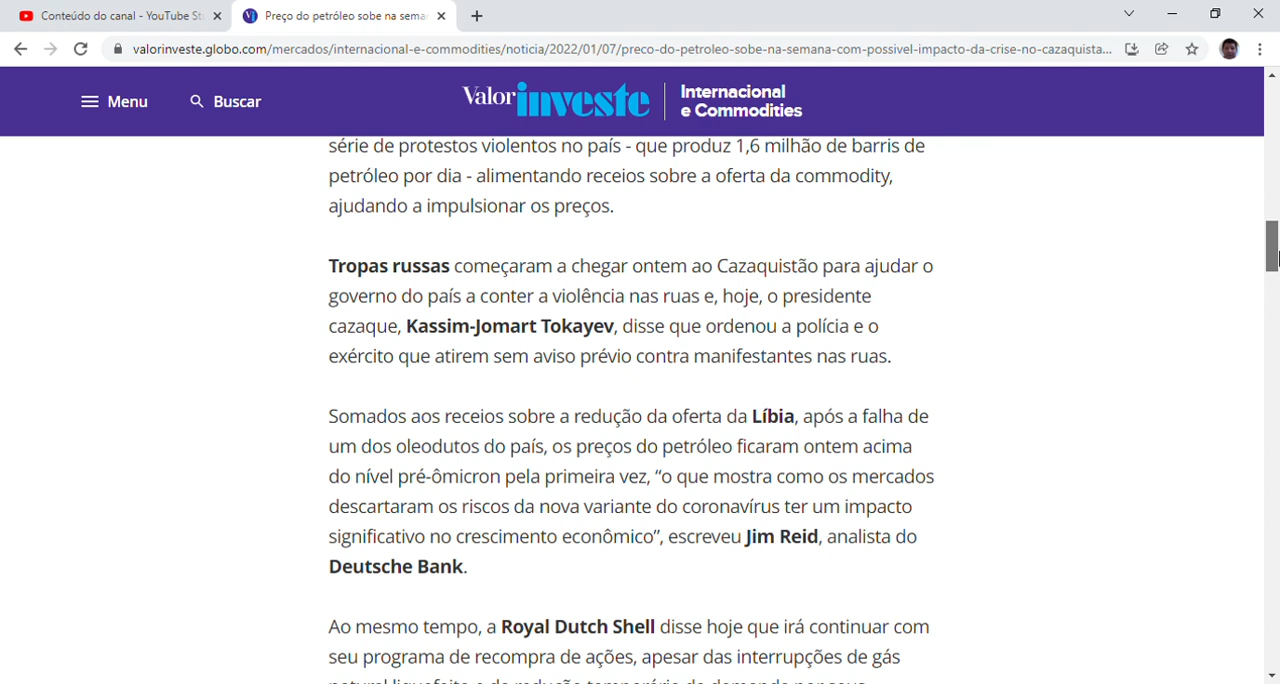 Conteúdo do canal - YouTube St
Preço do petróleo sobe na sema
valorinveste.globo.com/mercados/internacional-e-commodities/noticia/2022/01/07/preco-do-petroleo-sobe-na-semana-com-possivel-impacto-da-crise-no-cazaquista...
Menu
Buscar
Valor investe
Internacional
e Commodities
série de protestos violentos no país - que produz 1,6 milhão de barris de
petróleo por dia - alimentando receios sobre a oferta da commodity,
ajudando a impulsionar os preços.
Tropas russas começaram a chegar ontem ao Cazaquistão para ajudar o
governo do país a conter a violência nas ruas e, hoje, o presidente
cazaque, Kassim-Jomart Tokayev, disse que ordenou a polícia e o
exército que atirem sem aviso prévio contra manifestantes nas ruas.
Somados aos receios sobre a redução da oferta da Líbia, após a falha de
um dos oleodutos do país, os preços do petróleo ficaram ontem acima
do nível pré-ômicron pela primeira vez, “o que mostra como os mercados
descartaram os riscos da nova variante do coronavírus ter um impacto
significativo no crescimento econômico”, escreveu Jim Reid, analista do
Deutsche Bank.
Ao mesmo tempo, a Royal Dutch Shell disse hoje que irá continuar com
seu programa de recompra de ações, apesar das interrupções de gás